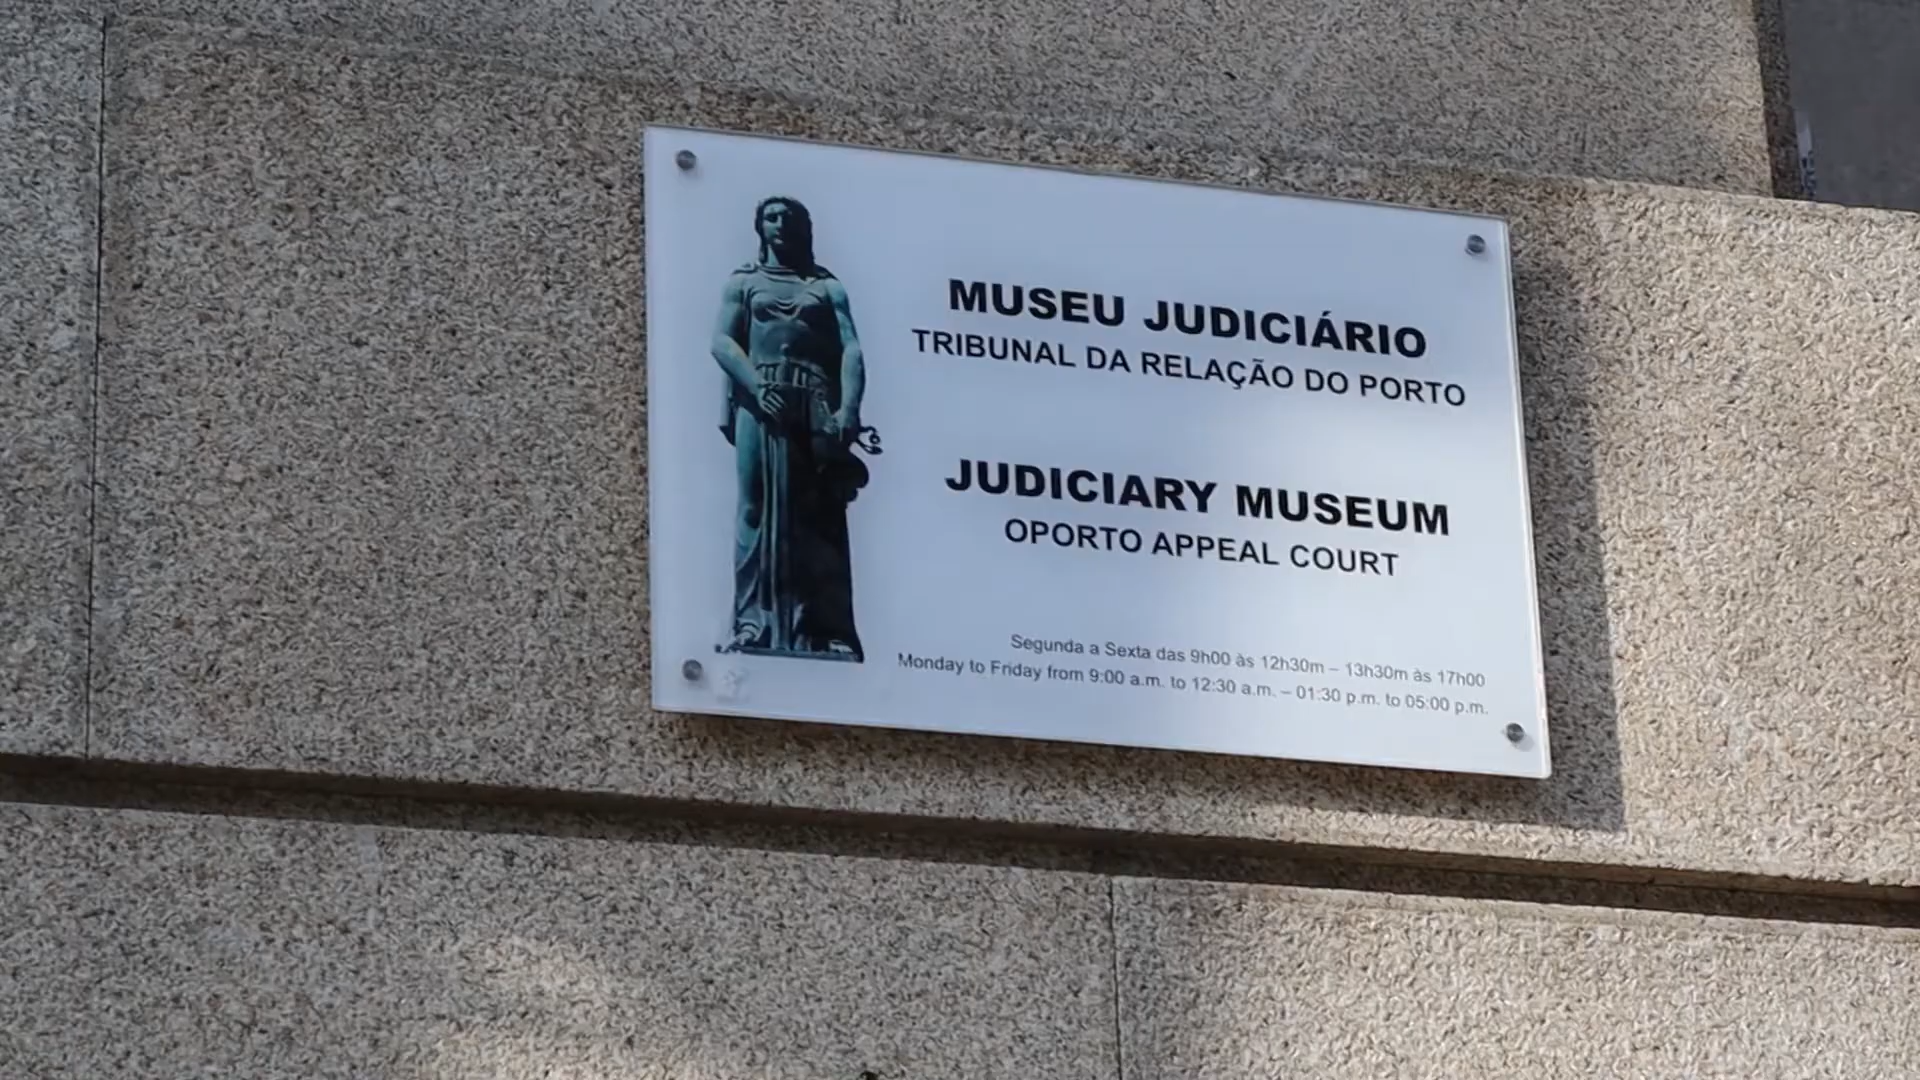 MUSEU JUDICIÁRIO
TRIBUNAL DA RELAÇÃO DO PORTO
JUDICIARY MUSEUM
OPORTO APPEAL COURT
Segunda a Sexta das 9h00 às 12h30m – 13h30m às 17h00
Monday to Friday from 9:00 a.m. to 12:30 a.m. – 01:30 p.m. to 05:00 p.m.